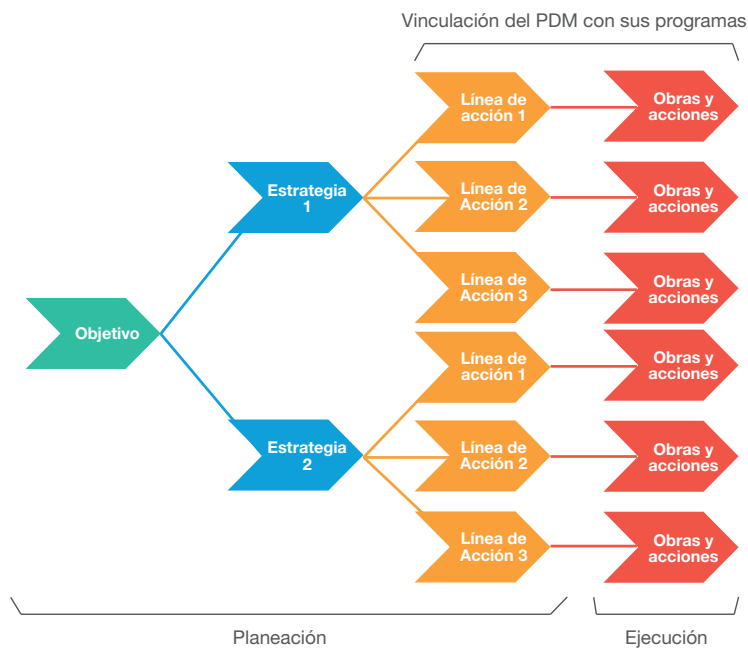 Vinculación del PDM con sus programas
Línea de
acción 1
Obras y
acciones
Estrategia
1
Línea de
Acción 2
Obras y
acciones
Línea de
Acción 3
Obras y
acciones
Objetivo
Línea de
acción 1
Obras y
acciones
Estrategia
2
Línea de
Acción 2
Obras y
acciones
Línea de
Acción 3
Obras y
acciones
Planeación
Ejecución